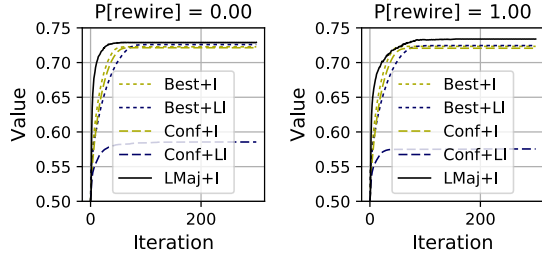 P[rewire] = 0.00
Value
0.75
0.70
0.65
0.60
0.55
0.50
Best+I
Best+LI
Conf+I
Conf+LI
LMaj+I
0
200
Iteration
P[rewire] = 1.00
Value
0.75
0.70
0.65
0.60
0.55
0.50
Best+I
Best+LI
Conf+I
Conf+LI
LMaj+I
0
200
Iteration